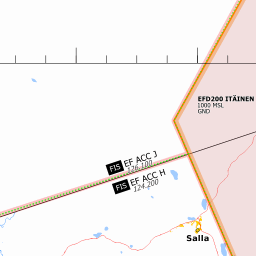 EFD200 ITÄINEN
1000 MSL
GND
FIS EF ACC J
126.100
FIS EF ACC H
124.200
Salla